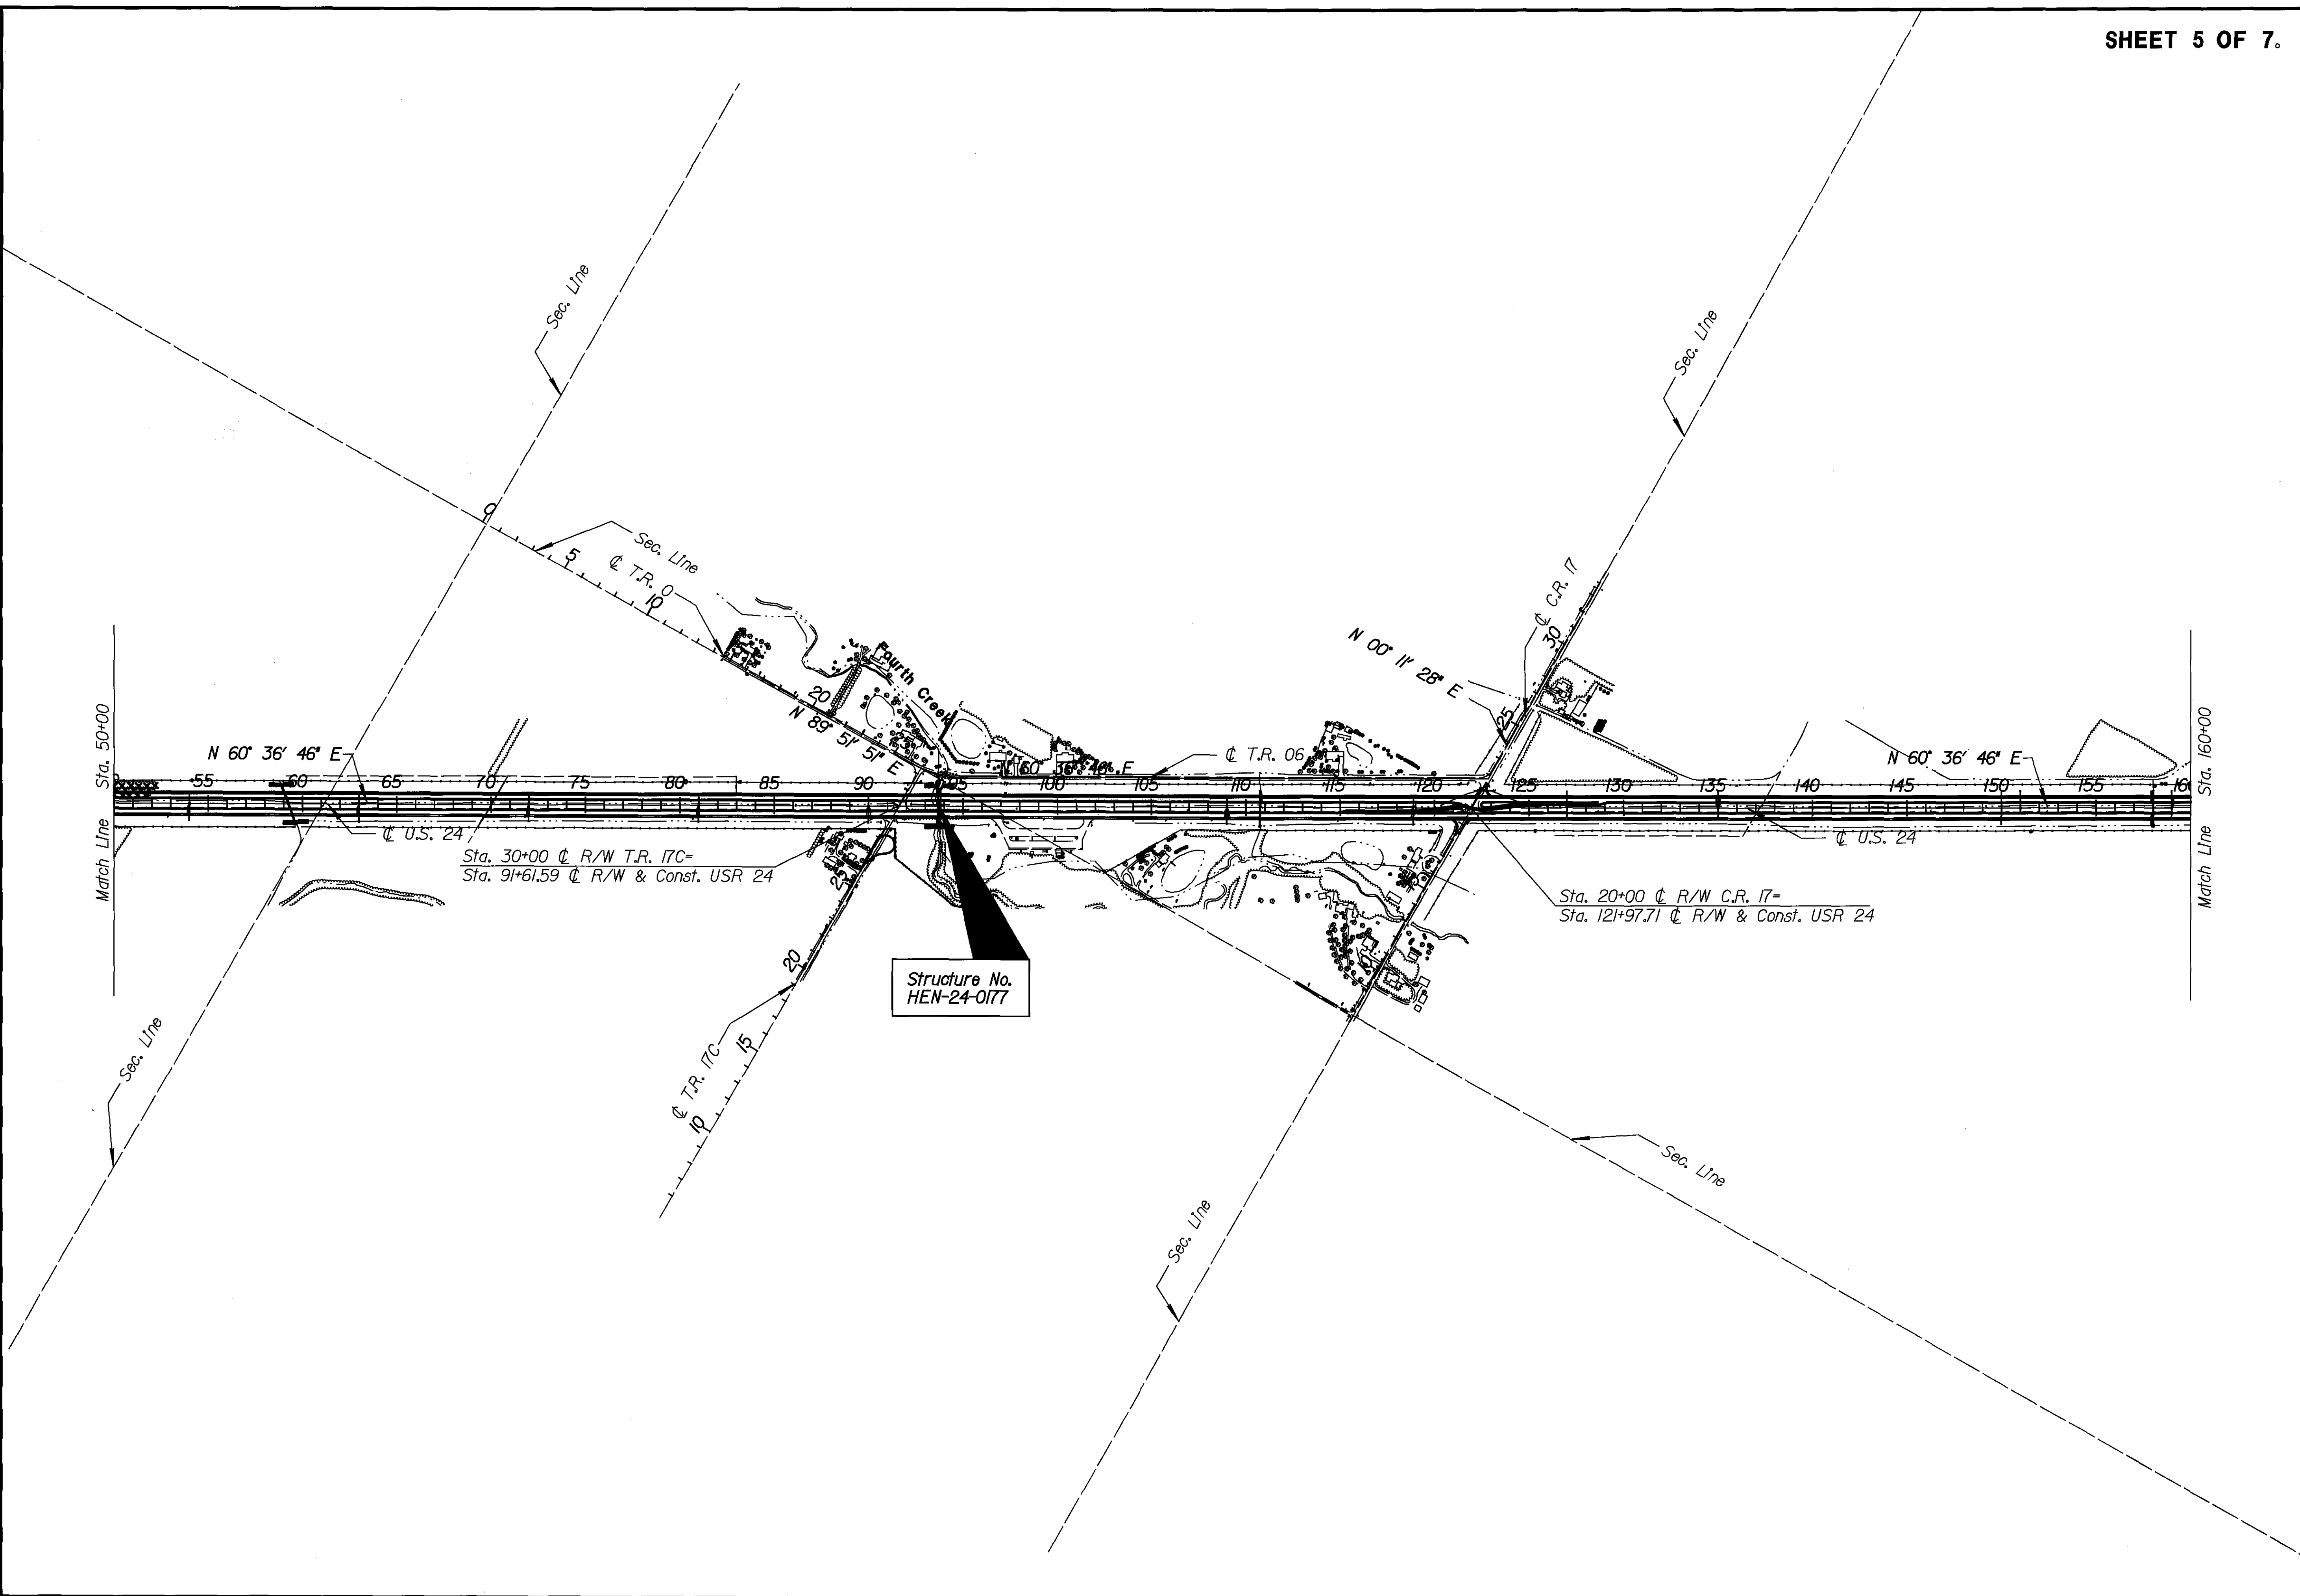 SHEET 5 OF 7
Sec. Line
Sec. Line
0
Sec. Line
5
℄ T.R. 0
10
20
Fourth Creek
N 89° 51' 51" E
℄ C.R. 17
30
N 00° 11' 28" E
25
Match Line Sta. 50+00
N 60° 36' 46" E
℄ T.R. 06
N 60° 36' 46" E
N 60° 36' 46" E
Match Line Sta. 160+00
55 60 65 70 75 80 85 90 95 100 105 110 115 120 125 130 135 140 145 150 155 160
℄ U.S. 24
℄ U.S. 24
Sta. 30+00 ℄ R/W T.R. 17C=
Sta. 91+61.59 ℄ R/W & Const. USR 24
25
Sta. 20+00 ℄ R/W C.R. 17=
Sta. 121+97.71 ℄ R/W & Const. USR 24
20
Structure No.
HEN-24-0177
15
℄ T.R. 17C
10
Sec. Line
Sec. Line
Sec. Line